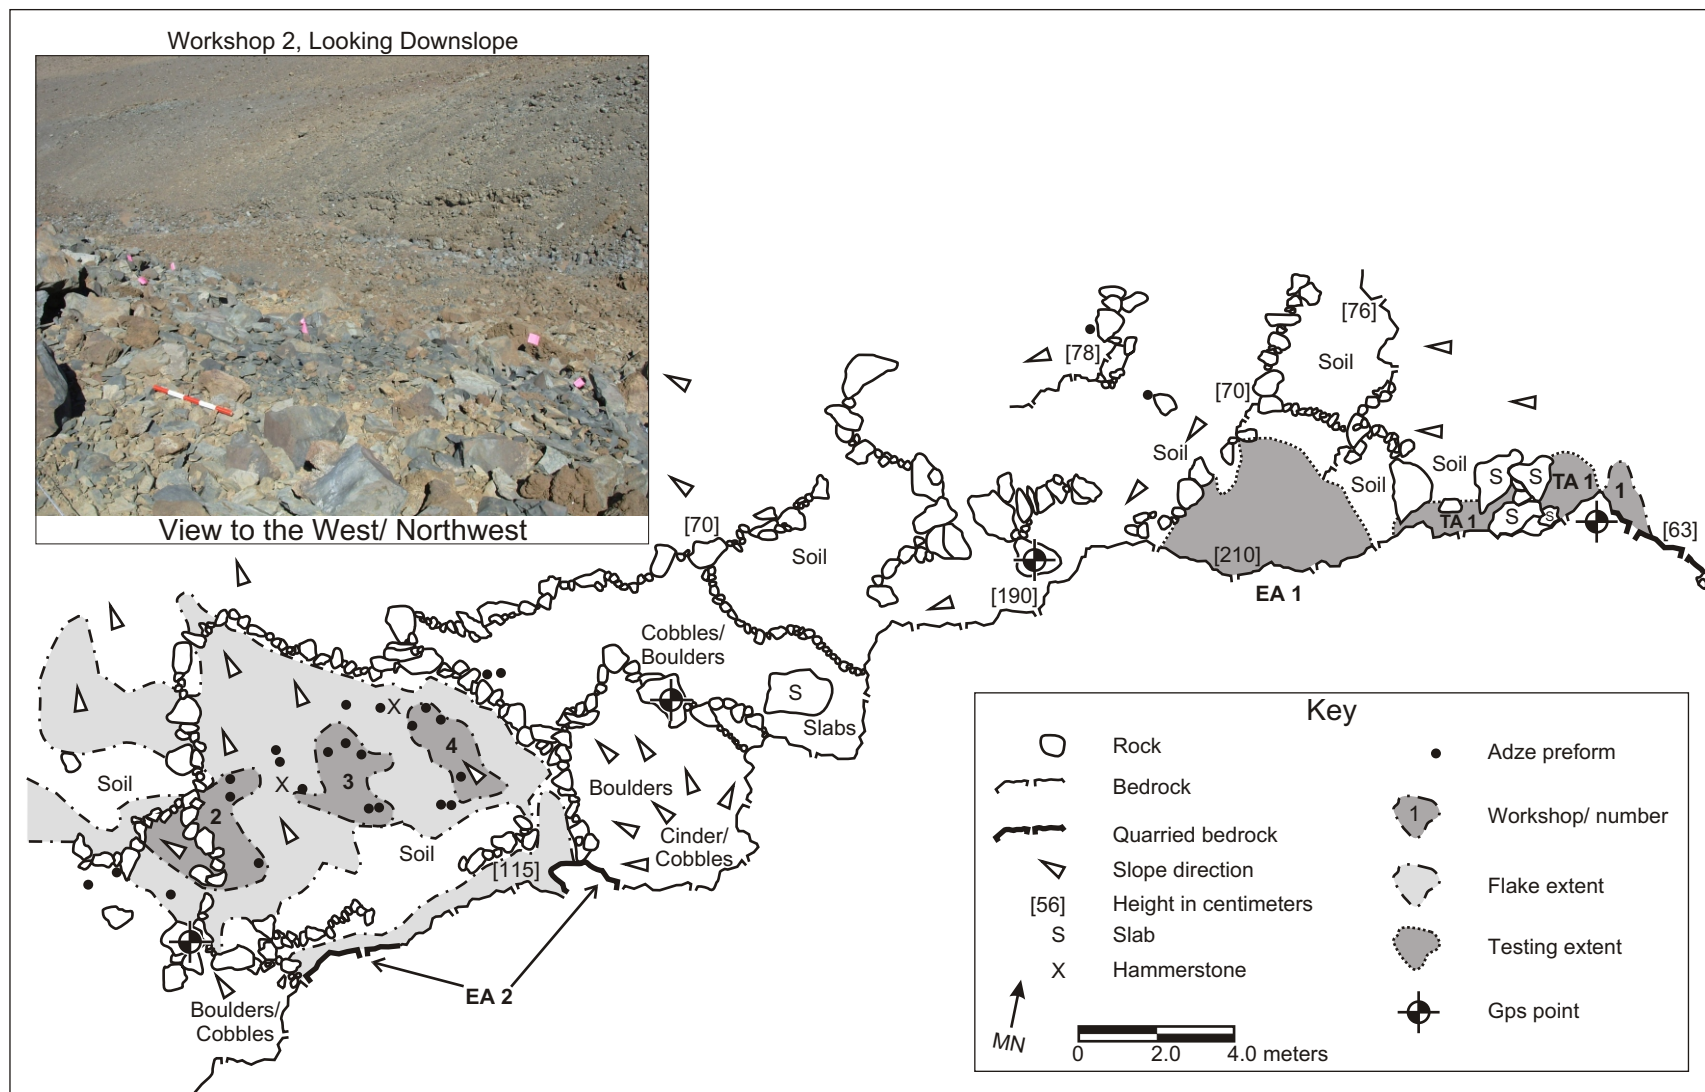 Workshop 2, Looking Downslope
View to the West/ Northwest
[76]
[78]
Soil
[70]
Soil
Soil
Soil
S
S
TA 1
1
TA 1
S
S
[63]
[70]
Soil
[210]
EA 1
[190]
Cobbles/
Boulders
S
Slabs
X
4
3
X
2
Soil
Soil
Boulders
Cinder/
Cobbles
[115]
EA 2
Boulders/
Cobbles
Key
Rock
Bedrock
Quarried bedrock
Slope direction
[56] Height in centimeters
S Slab
X Hammerstone
Adze preform
1 Workshop/ number
Flake extent
Testing extent
Gps point
MN
0 2.0 4.0 meters